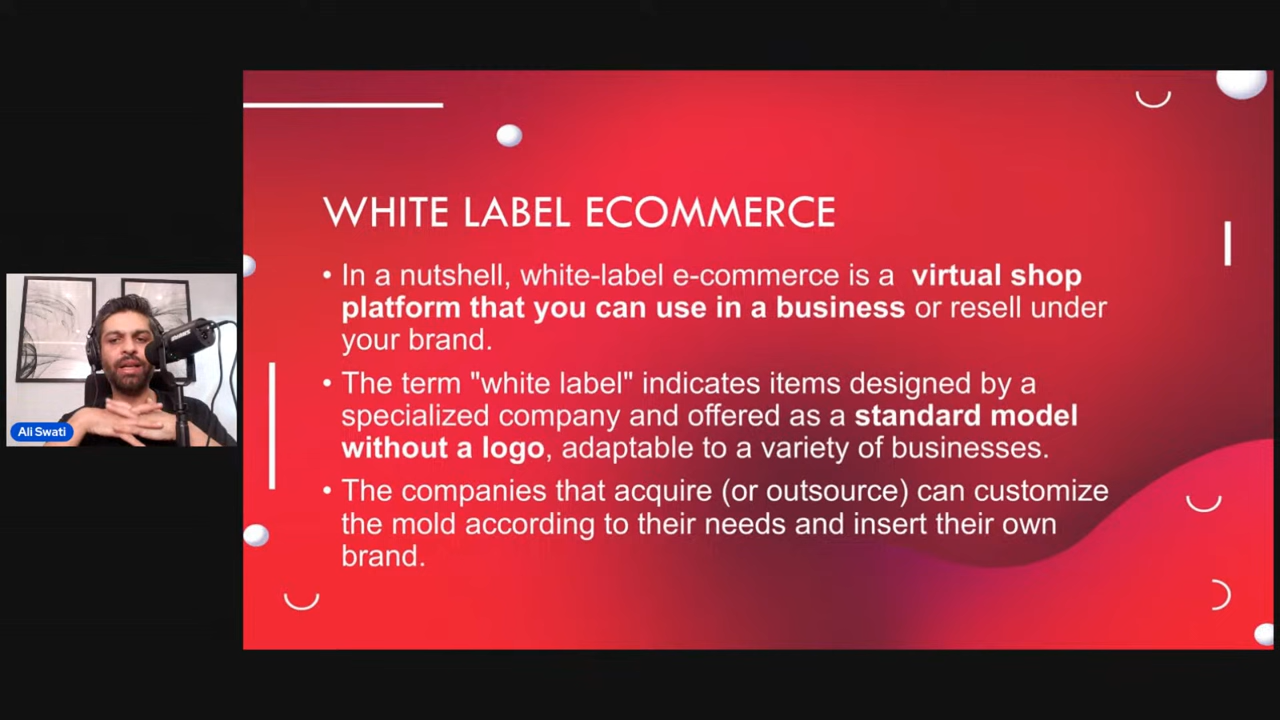 WHITE LABEL ECOMMERCE
• In a nutshell, white-label e-commerce is a virtual shop
platform that you can use in a business or resell under
your brand.
• The term "white label" indicates items designed by a
specialized company and offered as a standard model
without a logo, adaptable to a variety of businesses.
• The companies that acquire (or outsource) can customize
the mold according to their needs and insert their own
brand.
Ali Swati